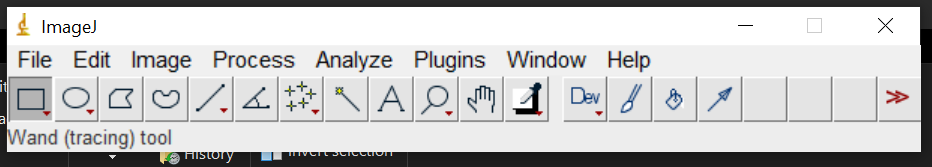 ImageJ
File Edit Image Process Analyze Plugins Window Help
A Dev
Wand (tracing) tool
History Invert selection